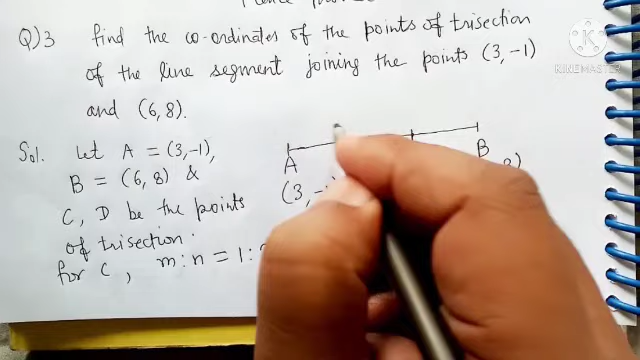 Q)3 find the co-ordinates of the points of trisection
of the line segment joining the points (3,-1)
and (6,8).
Sol. Let A = (3,-1),
B = (6,8) &
C, D be the points
of trisection.
for C, m:n = 1:
A
B
(3,-
8)
KINEMASTER